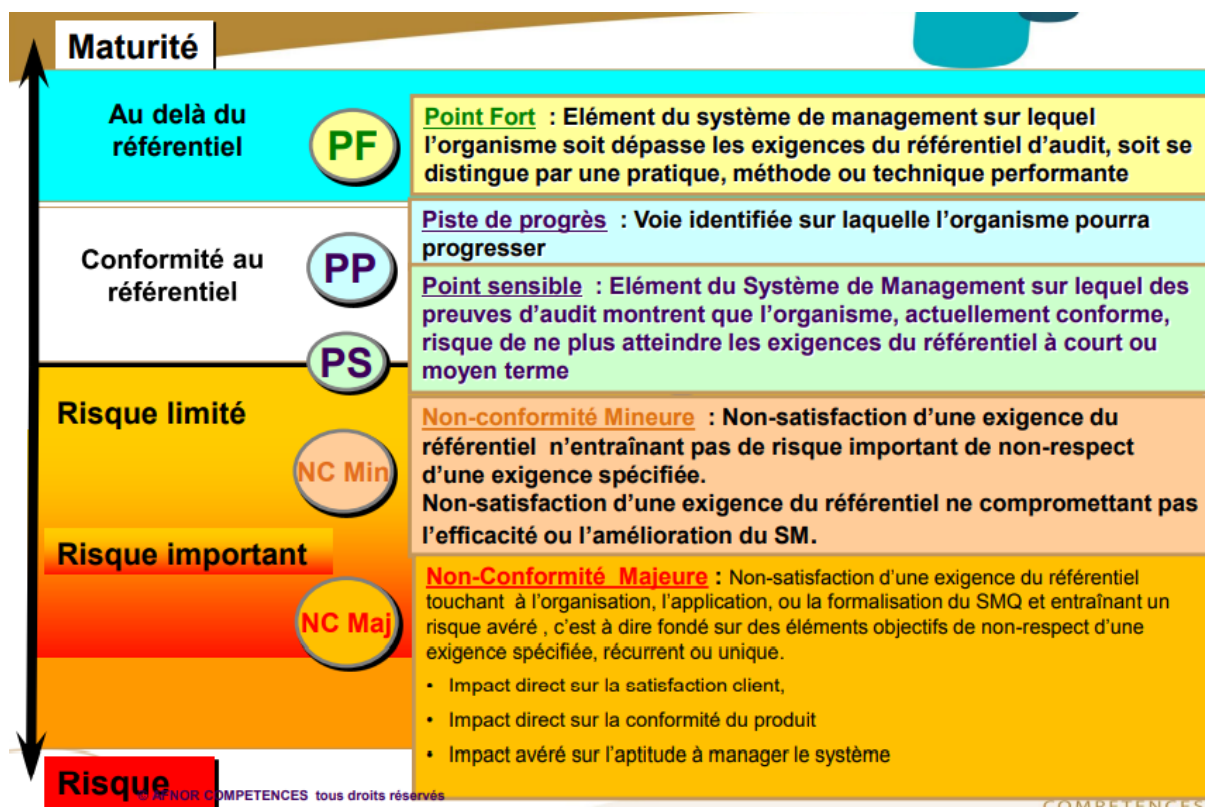 Maturité
Au delà du
référentiel
PF
Point Fort : Elément du système de management sur lequel
l'organisme soit dépasse les exigences du référentiel d'audit, soit se
distingue par une pratique, méthode ou technique performante
Conformité au
référentiel
PP
Piste de progrès : Voie identifiée sur laquelle l'organisme pourra
progresser
PS
Point sensible : Elément du Système de Management sur lequel des
preuves d'audit montrent que l'organisme, actuellement conforme,
risque de ne plus atteindre les exigences du référentiel à court ou
moyen terme
Risque limité
NC Min
Non-conformité Mineure : Non-satisfaction d'une exigence du
référentiel n'entraînant pas de risque important de non-respect
d'une exigence spécifiée.
Non-satisfaction d'une exigence du référentiel ne compromettant pas
l'efficacité ou l'amélioration du SM.
Risque important
NC Maj
Non-Conformité Majeure : Non-satisfaction d'une exigence du référentiel
touchant à l'organisation, l'application, ou la formalisation du SMQ et entraînant un
risque avéré , c'est à dire fondé sur des éléments objectifs de non-respect d'une
exigence spécifiée, récurrent ou unique.
• Impact direct sur la satisfaction client,
• Impact direct sur la conformité du produit
• Impact avéré sur l'aptitude à manager le système
Risque
© AFNOR COMPETENCES tous droits réservés
COMPETENCES